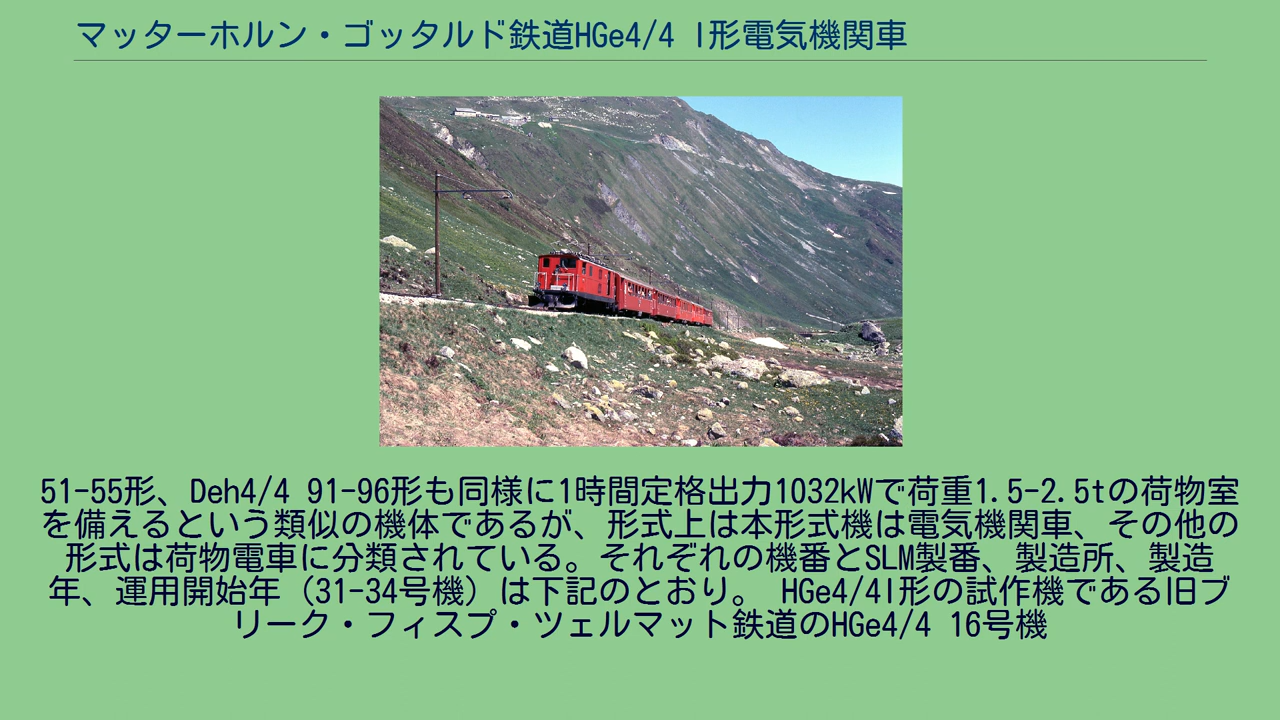 マッターホルン・ゴッタルド鉄道HGe4/4 I形電気機関車
51-55形、Deh4/4 91-96形も同様に1時間定格出力1032kWで荷重1.5-2.5tの荷物室
を備えるという類似の機体であるが、形式上は本形式機は電気機関車、その他の
形式は荷物電車に分類されている。それぞれの機番とSLM製番、製造所、製造
年、運用開始年（31-34号機）は下記のとおり。 HGe4/4I形の試作機である旧ブ
リーク・フィスプ・ツェルマット鉄道のHGe4/4 16号機